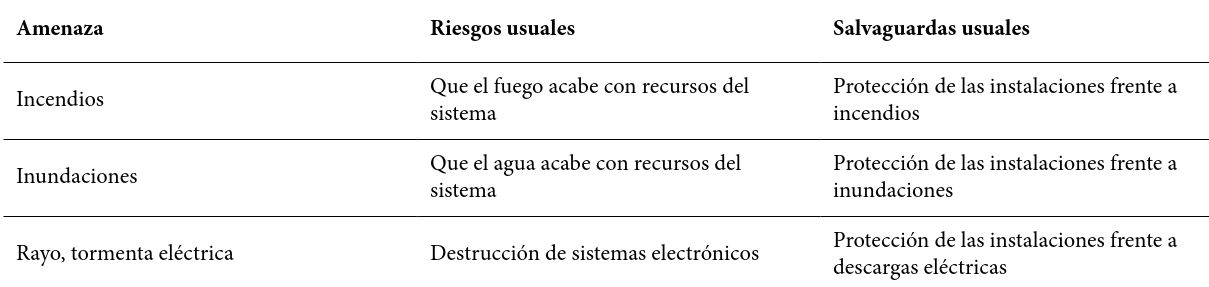 Amenaza Riesgos usuales Salvaguardas usuales
Incendios
Que el fuego acabe con recursos del
sistema
Protección de las instalaciones frente a
incendios
Inundaciones
Que el agua acabe con recursos del
sistema
Protección de las instalaciones frente a
inundaciones
Rayo, tormenta eléctrica
Destrucción de sistemas electrónicos
Protección de las instalaciones frente a
descargas eléctricas